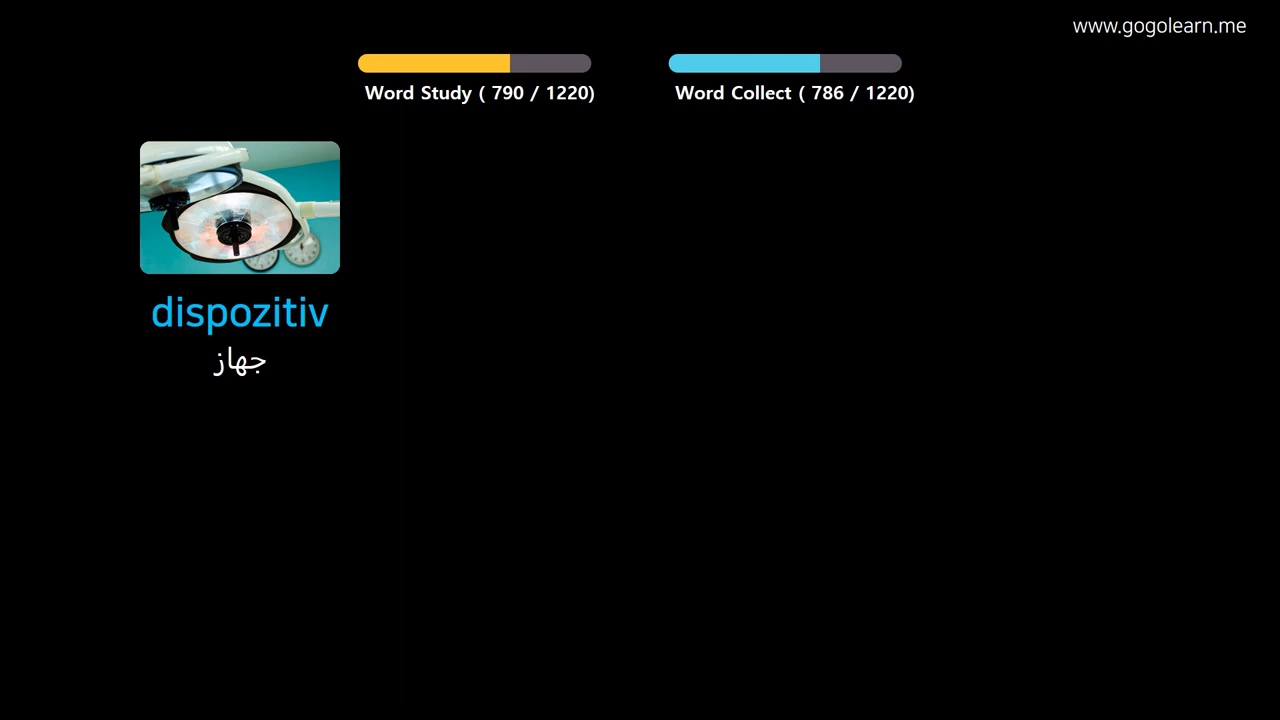 www.gogolearn.me
Word Study ( 790 / 1220)
Word Collect ( 786 / 1220)
dispozitiv
جهاز